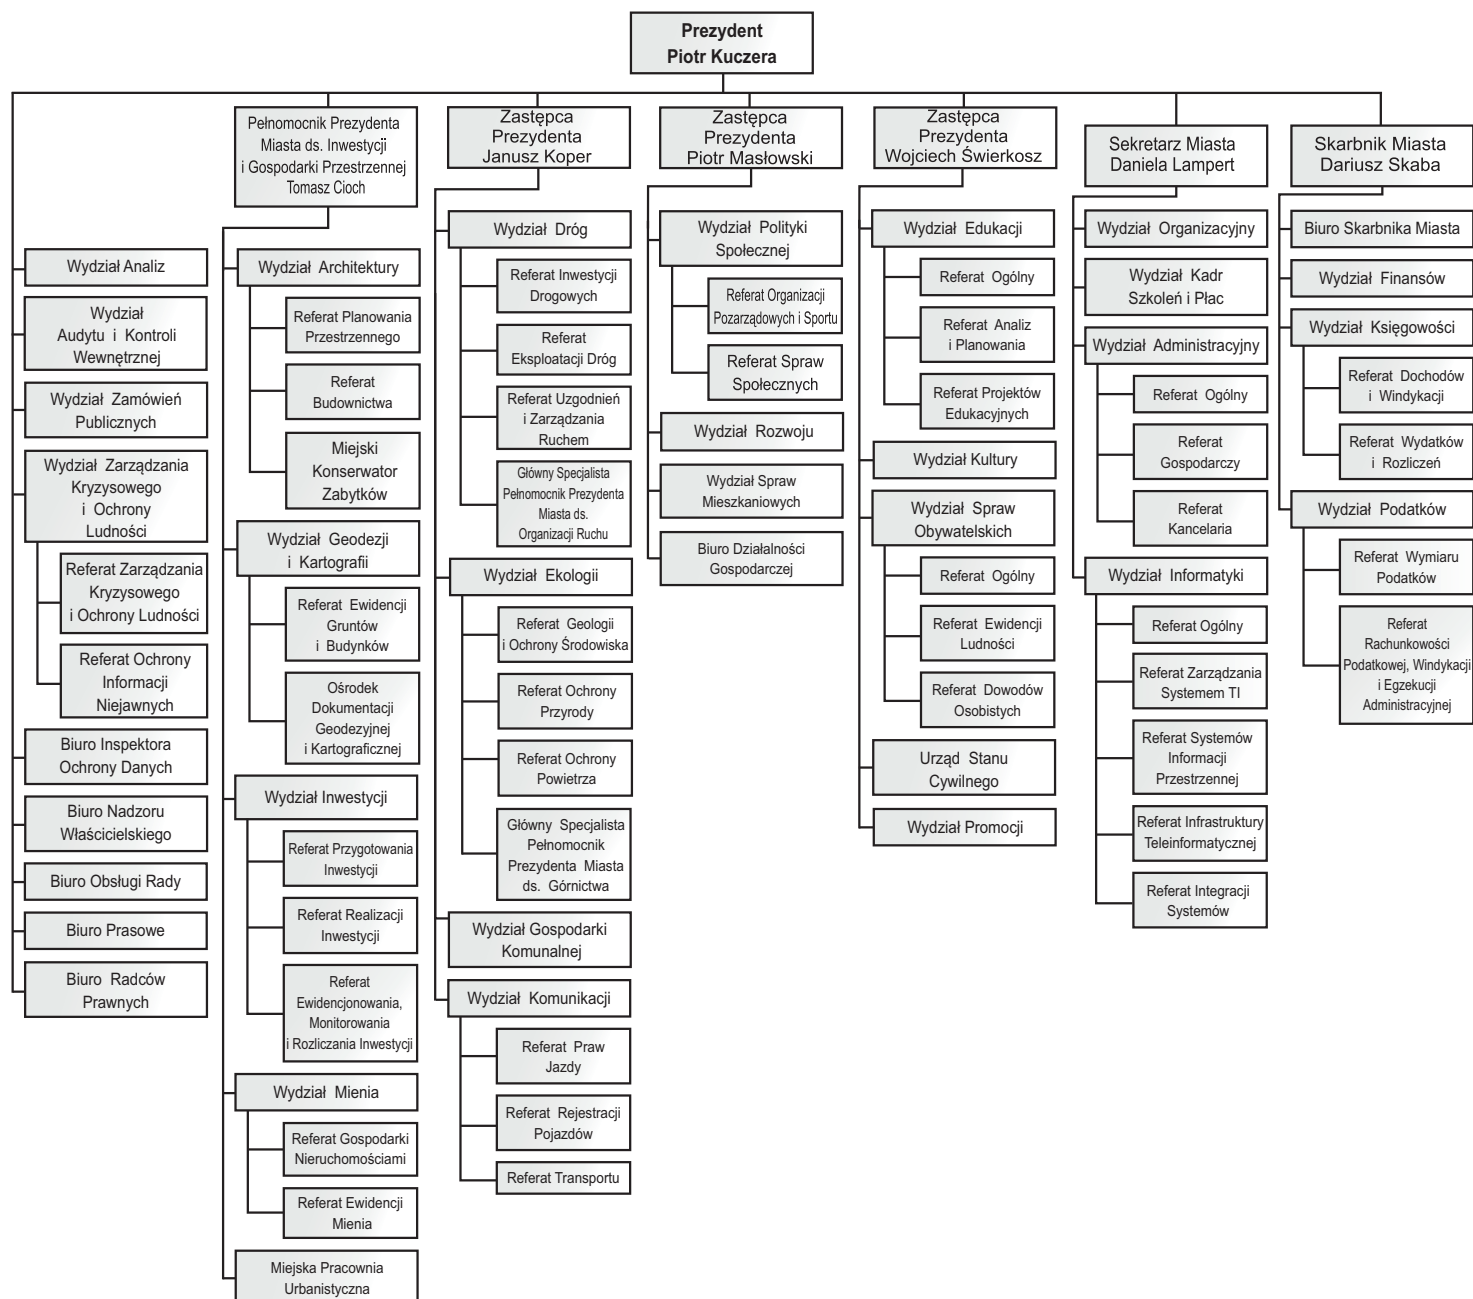 Prezydent
Piotr Kuczera
Wydział Analiz
Wydział
Audytu i Kontroli
Wewnętrznej
Wydział Zamówień
Publicznych
Wydział Zarządzania
Kryzysowego
i Ochrony
Ludności
Referat Zarządzania
Kryzysowego
i Ochrony Ludności
Referat Ochrony
Informacji
Niejawnych
Biuro Inspektora
Ochrony Danych
Biuro Nadzoru
Właścicielskiego
Biuro Obsługi Rady
Biuro Prasowe
Biuro Radców
Prawnych
Pełnomocnik Prezydenta
Miasta ds. Inwestycji
i Gospodarki Przestrzennej
Tomasz Cioch
Wydział Architektury
Referat Planowania
Przestrzennego
Referat
Budownictwa
Miejski
Konserwator
Zabytków
Wydział Geodezji
i Kartografii
Referat Ewidencji
Gruntów
i Budynków
Ośrodek
Dokumentacji
Geodezyjnej
i Kartograficznej
Wydział Inwestycji
Referat Przygotowania
Inwestycji
Referat Realizacji
Inwestycji
Referat
Ewidencjonowania,
Monitorowania
i Rozliczania Inwestycji
Wydział Mienia
Referat Gospodarki
Nieruchomościami
Referat Ewidencji
Mienia
Miejska Pracownia
Urbanistyczna
Zastępca
Prezydenta
Janusz Koper
Wydział Dróg
Referat Inwestycji
Drogowych
Referat
Eksploatacji Dróg
Referat Uzgodnień
i Zarządzania
Ruchem
Główny Specjalista
Pełnomocnik Prezydenta
Miasta ds.
Organizacji Ruchu
Wydział Ekologii
Referat Geologii
i Ochrony Środowiska
Referat Ochrony
Przyrody
Referat Ochrony
Powietrza
Główny Specjalista
Pełnomocnik
Prezydenta Miasta
ds. Górnictwa
Wydział Gospodarki
Komunalnej
Wydział Komunikacji
Referat Praw
Jazdy
Referat Rejestracji
Pojazdów
Referat Transportu
Zastępca
Prezydenta
Piotr Masłowski
Wydział Polityki
Społecznej
Referat Organizacji
Pozarządowych i Sportu
Referat Spraw
Społecznych
Wydział Rozwoju
Wydział Spraw
Mieszkaniowych
Biuro Działalności
Gospodarczej
Zastępca
Prezydenta
Wojciech Świerkosz
Wydział Edukacji
Referat Ogólny
Referat Analiz
i Planowania
Referat Projektów
Edukacyjnych
Wydział Kultury
Wydział Spraw
Obywatelskich
Referat Ogólny
Referat Ewidencji
Ludności
Referat Dowodów
Osobistych
Urząd Stanu
Cywilnego
Wydział Promocji
Sekretarz Miasta
Daniela Lampert
Wydział Organizacyjny
Wydział Kadr
Szkoleń i Płac
Wydział Administracyjny
Referat Ogólny
Referat
Gospodarczy
Referat
Kancelaria
Wydział Informatyki
Referat Ogólny
Referat Zarządzania
Systemem TI
Referat Systemów
Informacji
Przestrzennej
Referat Infrastruktury
Teleinformatycznej
Referat Integracji
Systemów
Skarbnik Miasta
Dariusz Skaba
Biuro Skarbnika Miasta
Wydział Finansów
Wydział Księgowości
Referat Dochodów
i Windykacji
Referat Wydatków
i Rozliczeń
Wydział Podatków
Referat Wymiaru
Podatków
Referat
Rachunkowości
Podatkowej, Windykacji
i Egzekucji
Administracyjnej